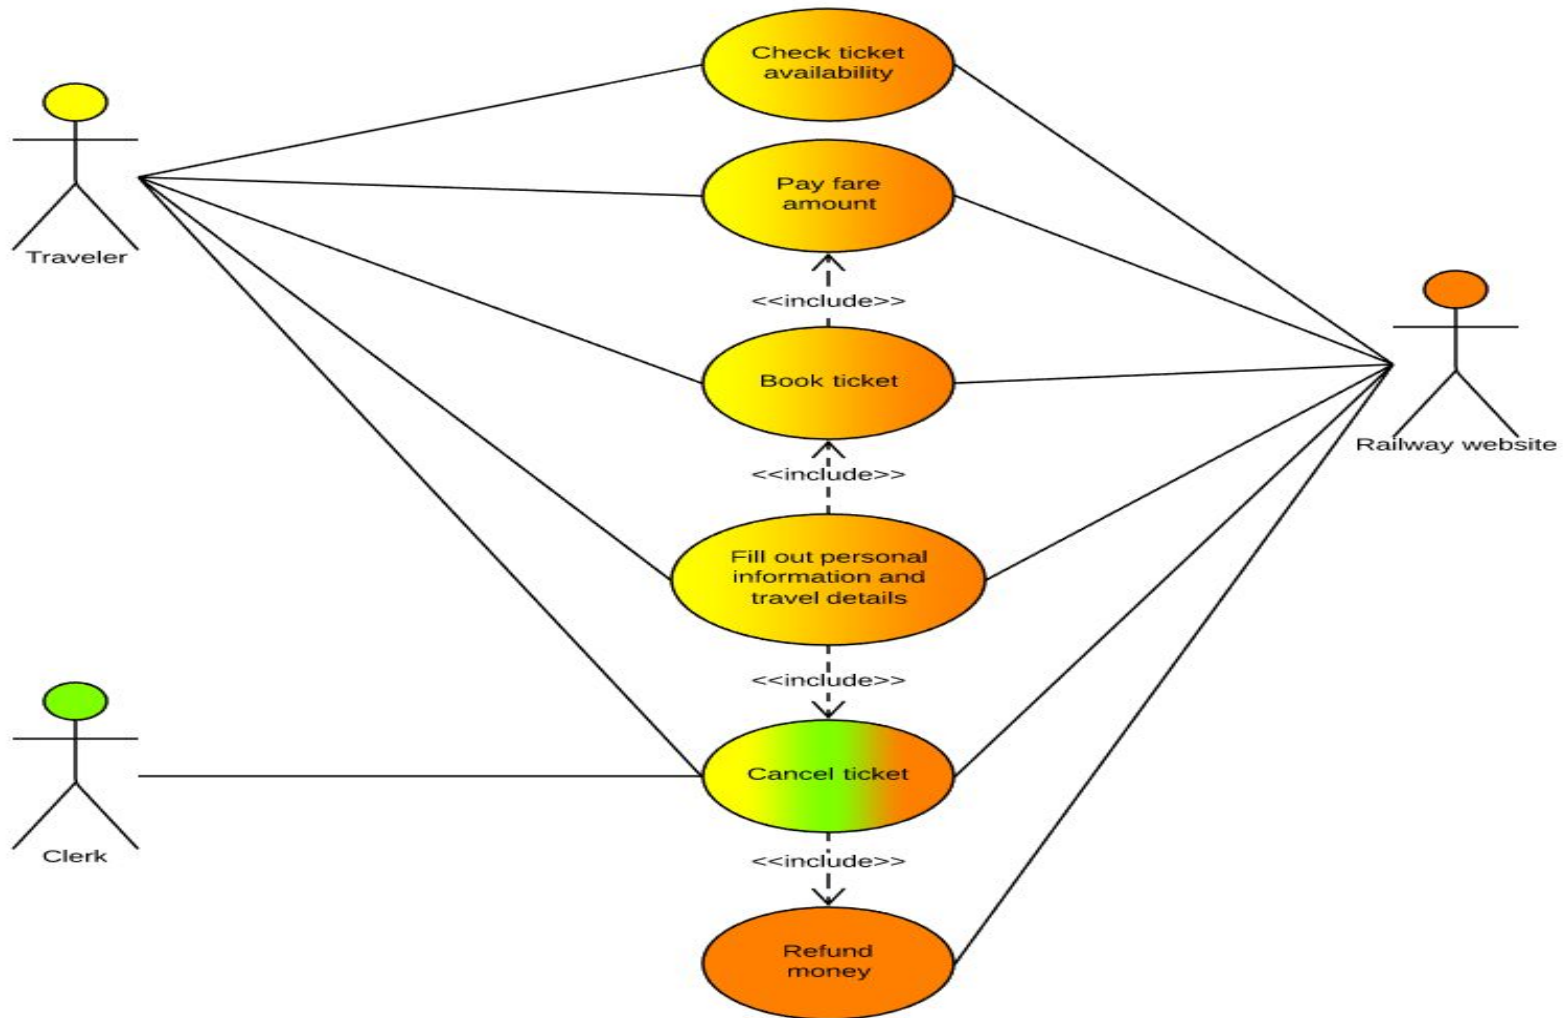 Check ticket
availability
Pay fare
amount
Traveler
<<include>>
Book ticket
Railway website
<<include>>
Fill out personal
information and
travel details
<<include>>
Cancel ticket
Clerk
<<include>>
Refund
money